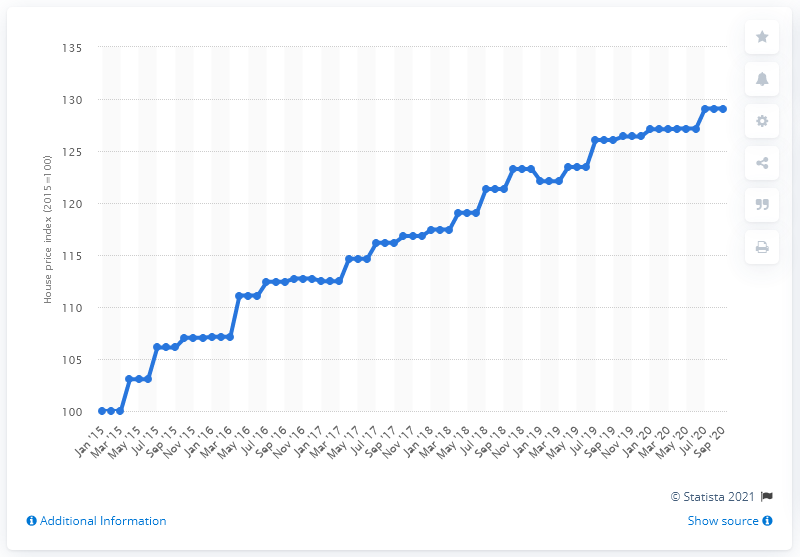 135
130
125
120
115
110
105
100
House price index (2015=100)
Jan '15
Mar '15
May '15
Jul '15
Sep '15
Nov '15
Jan '16
Mar '16
May '16
Jul '16
Sep '16
Nov '16
Jan '17
Mar '17
May '17
Jul '17
Sep '17
Nov '17
Jan '18
Mar '18
May '18
Jul '18
Sep '18
Nov '18
Jan '19
Mar '19
May '19
Jul '19
Sep '19
Nov '19
Jan '20
Mar '20
May '20
Jul '20
Sep '20
© Statista 2021
Additional Information
Show source